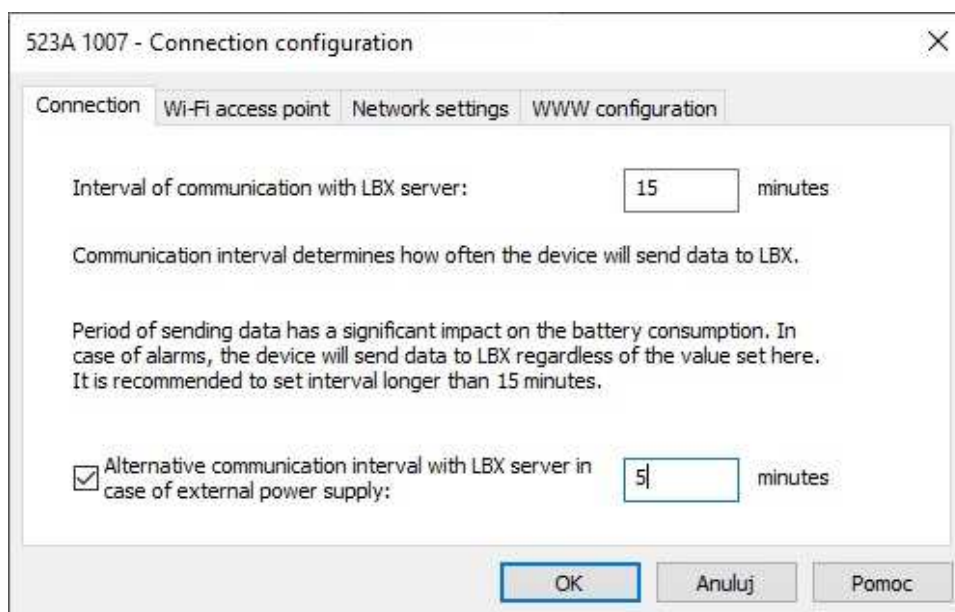 523A 1007 - Connection configuration
Connection Wi-Fi access point Network settings WWW configuration
Interval of communication with LBX server: 15 minutes
Communication interval determines how often the device will send data to LBX.
Period of sending data has a significant impact on the battery consumption. In
case of alarms, the device will send data to LBX regardless of the value set here.
It is recommended to set interval longer than 15 minutes.
Alternative communication interval with LBX server in
case of external power supply: 5 minutes
OK Anuluj Pomoc